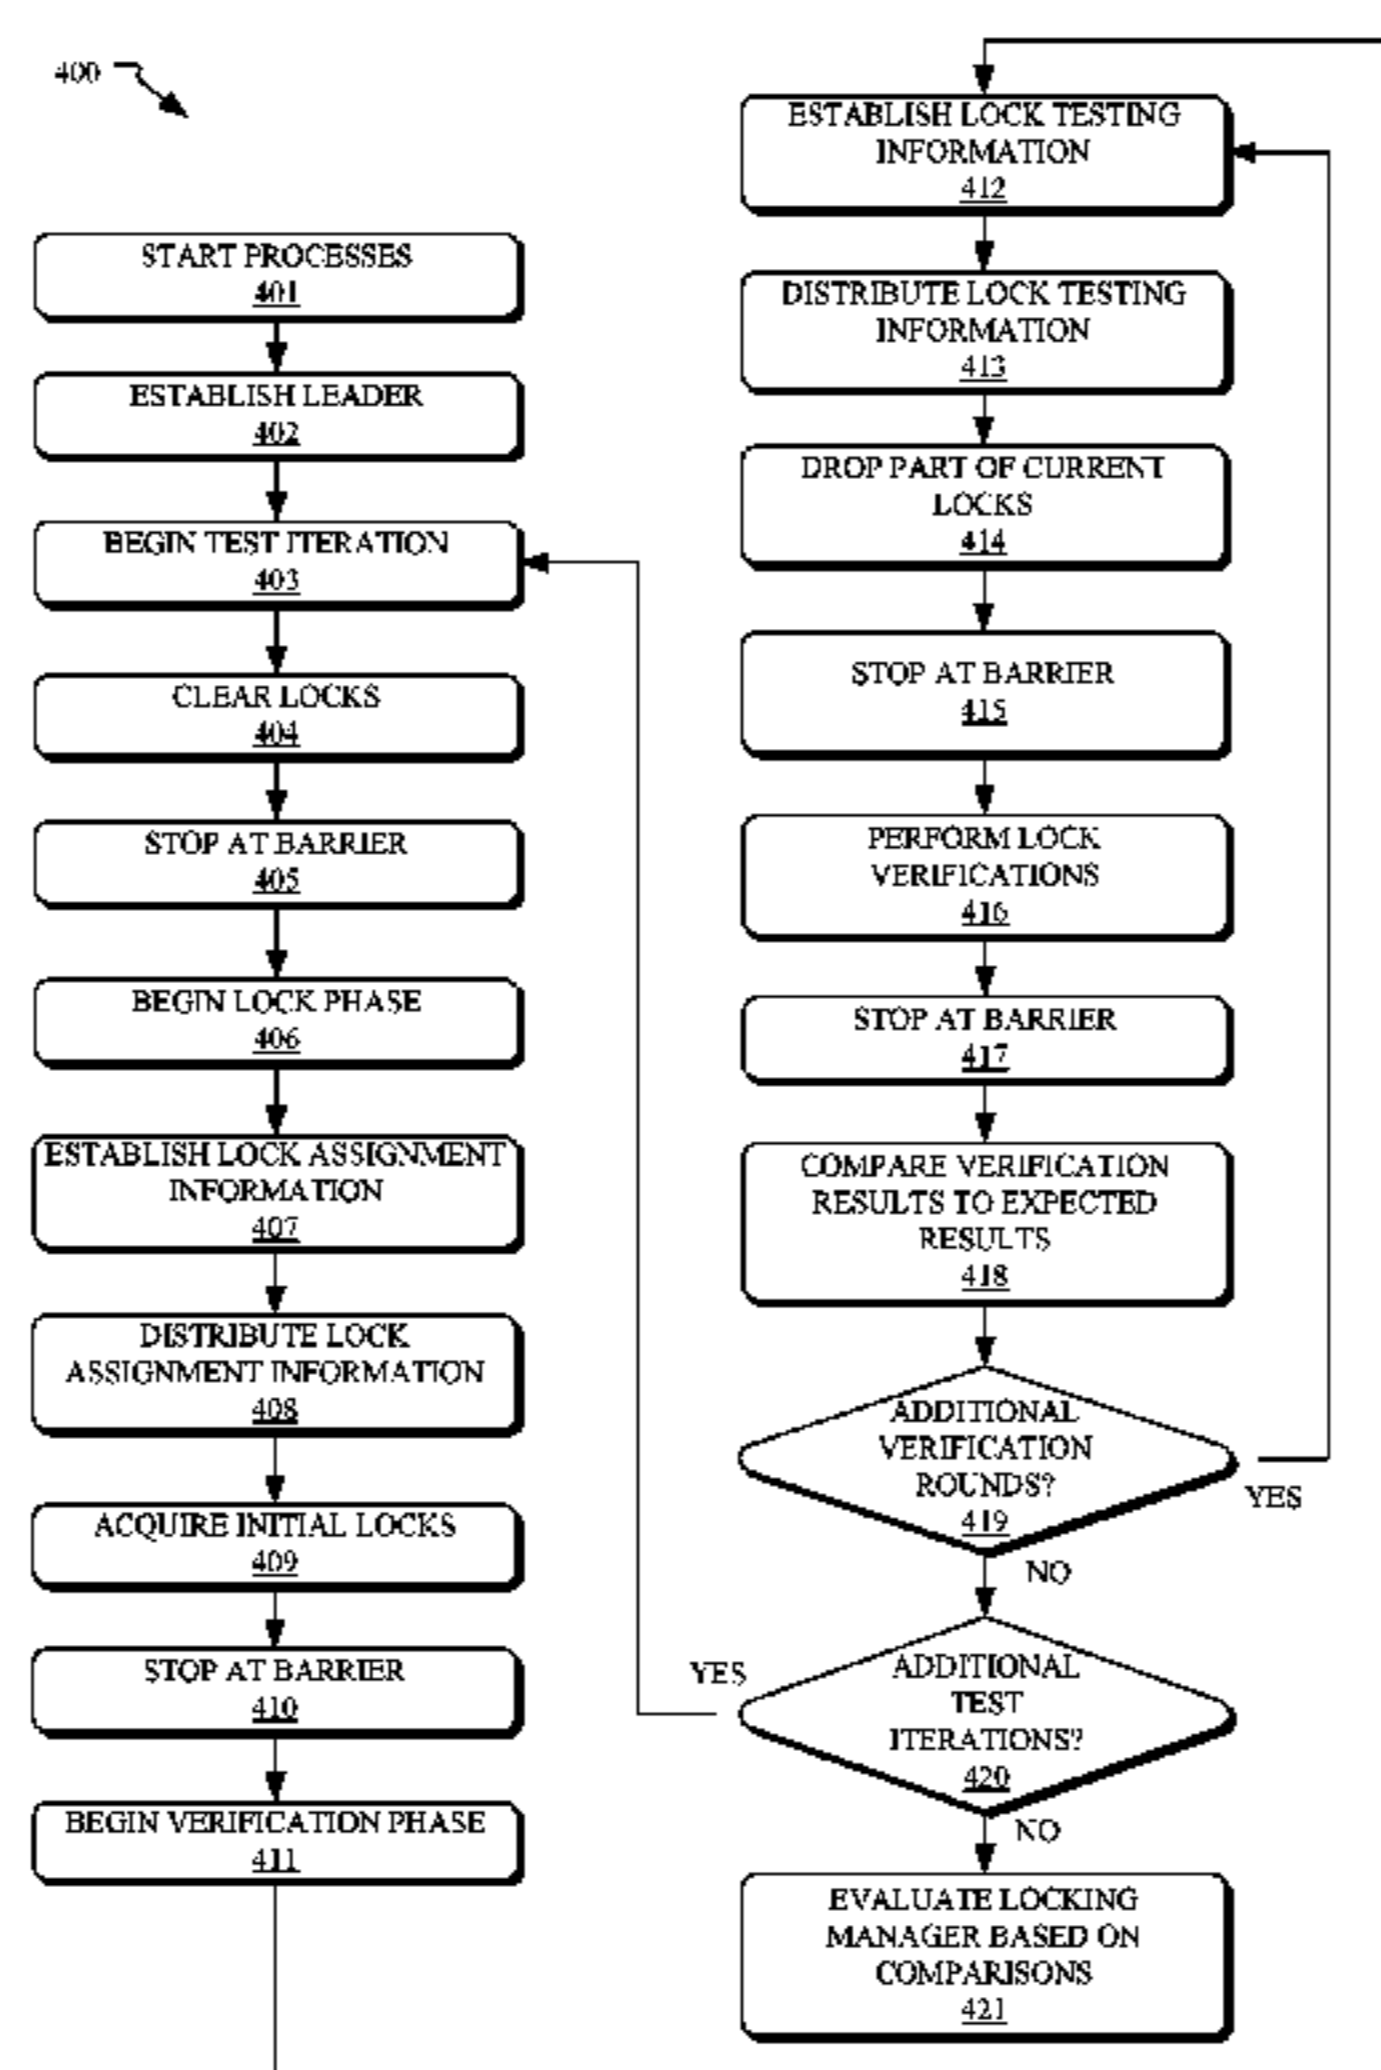 400
START PROCESSES
401
ESTABLISH LEADER
402
BEGIN TEST ITERATION
403
CLEAR LOCKS
404
STOP AT BARRIER
405
BEGIN LOCK PHASE
406
ESTABLISH LOCK ASSIGNMENT
INFORMATION
407
DISTRIBUTE LOCK
ASSIGNMENT INFORMATION
408
ACQUIRE INITIAL LOCKS
409
STOP AT BARRIER
410
BEGIN VERIFICATION PHASE
411
ESTABLISH LOCK TESTING
INFORMATION
412
DISTRIBUTE LOCK TESTING
INFORMATION
413
DROP PART OF CURRENT
LOCKS
414
STOP AT BARRIER
415
PERFORM LOCK
VERIFICATIONS
416
STOP AT BARRIER
417
COMPARE VERIFICATION
RESULTS TO EXPECTED
RESULTS
418
ADDITIONAL
VERIFICATION
ROUNDS?
419
YES
NO
ADDITIONAL
TEST
ITERATIONS?
420
YES
NO
EVALUATE LOCKING
MANAGER BASED ON
COMPARISONS
421